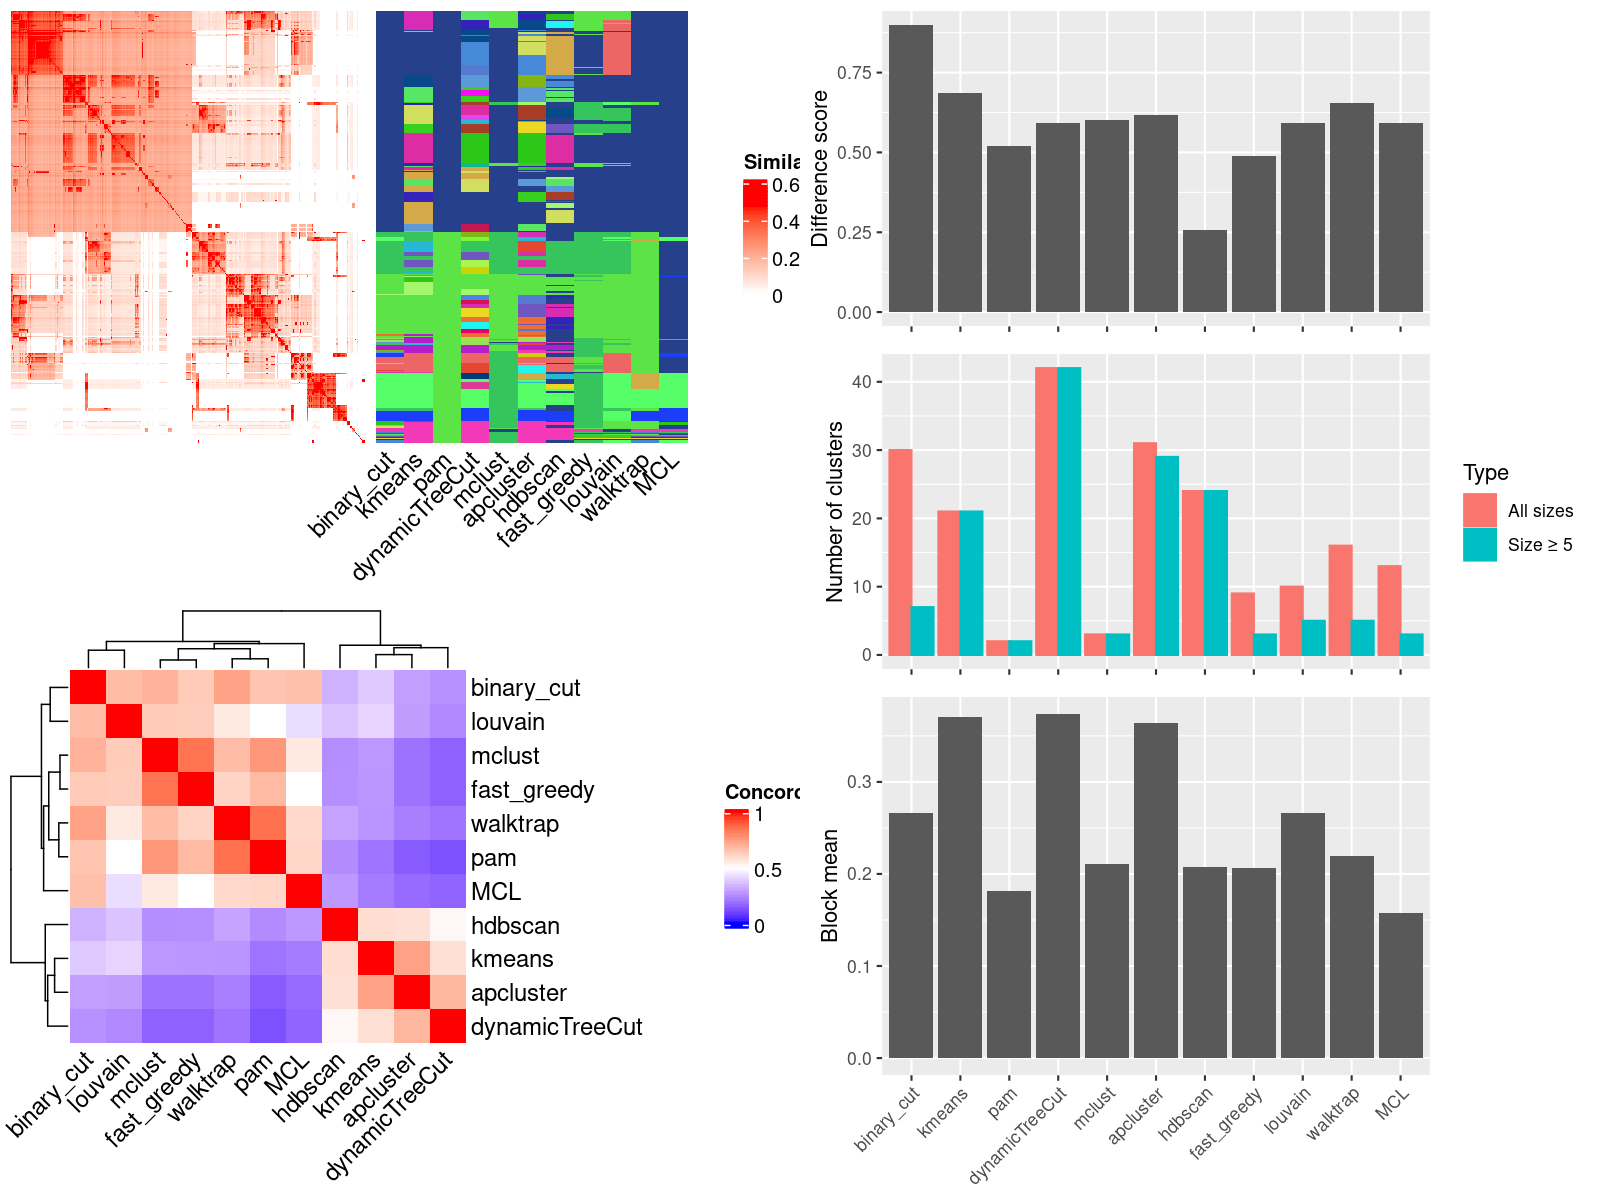 Simila
0.6
0.4
0.2
0
binary_cut
kmeans
pam
dynamicTreeCut
mclust
apcluster
hdbscan
fast_greedy
louvain
walktrap
MCL
binary_cut
louvain
mclust
fast_greedy
walktrap
pam
MCL
hdbscan
kmeans
apcluster
dynamicTreeCut
binary_cut
louvain
mclust
fast_greedy
walktrap
pam
MCL
hdbscan
kmeans
apcluster
dynamicTreeCut
Concorc
1
0.5
0
Difference score
0.75
0.50
0.25
0.00
Number of clusters
40
30
20
10
0
Type
All sizes
Size ≥ 5
Block mean
0.3
0.2
0.1
0.0
binary_cut
kmeans
pam
dynamicTreeCut
mclust
apcluster
hdbscan
fast_greedy
louvain
walktrap
MCL